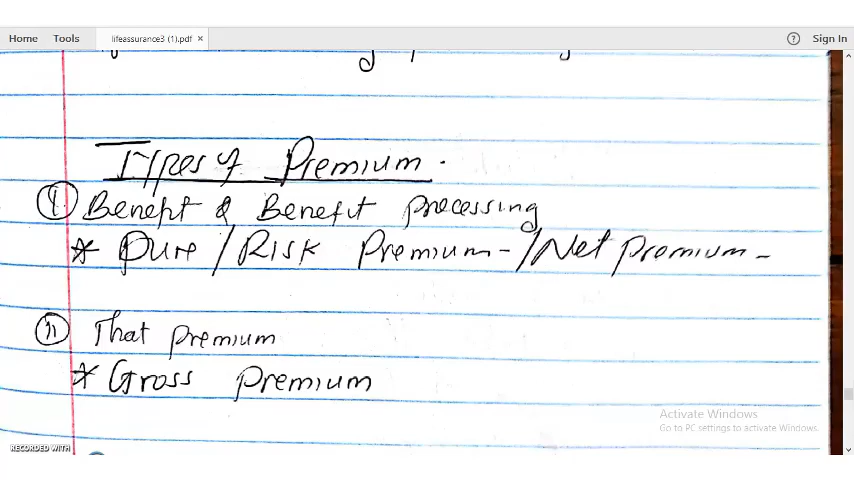 Home Tools lifeassurance3 (1).pdf × ? Sign In
Types of Premium.
(i) Benefit & Benefit processing
* Pure / Risk Premium - / Net premium -
(ii) That premium
* Gross premium
Activate Windows
Go to PC settings to activate Windows.
RECORDED WITH